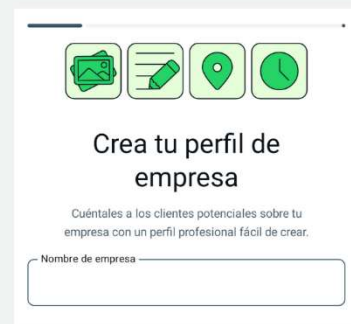 Crea tu perfil de
empresa
Cuéntales a los clientes potenciales sobre tu
empresa con un perfil profesional fácil de crear.
Nombre de empresa